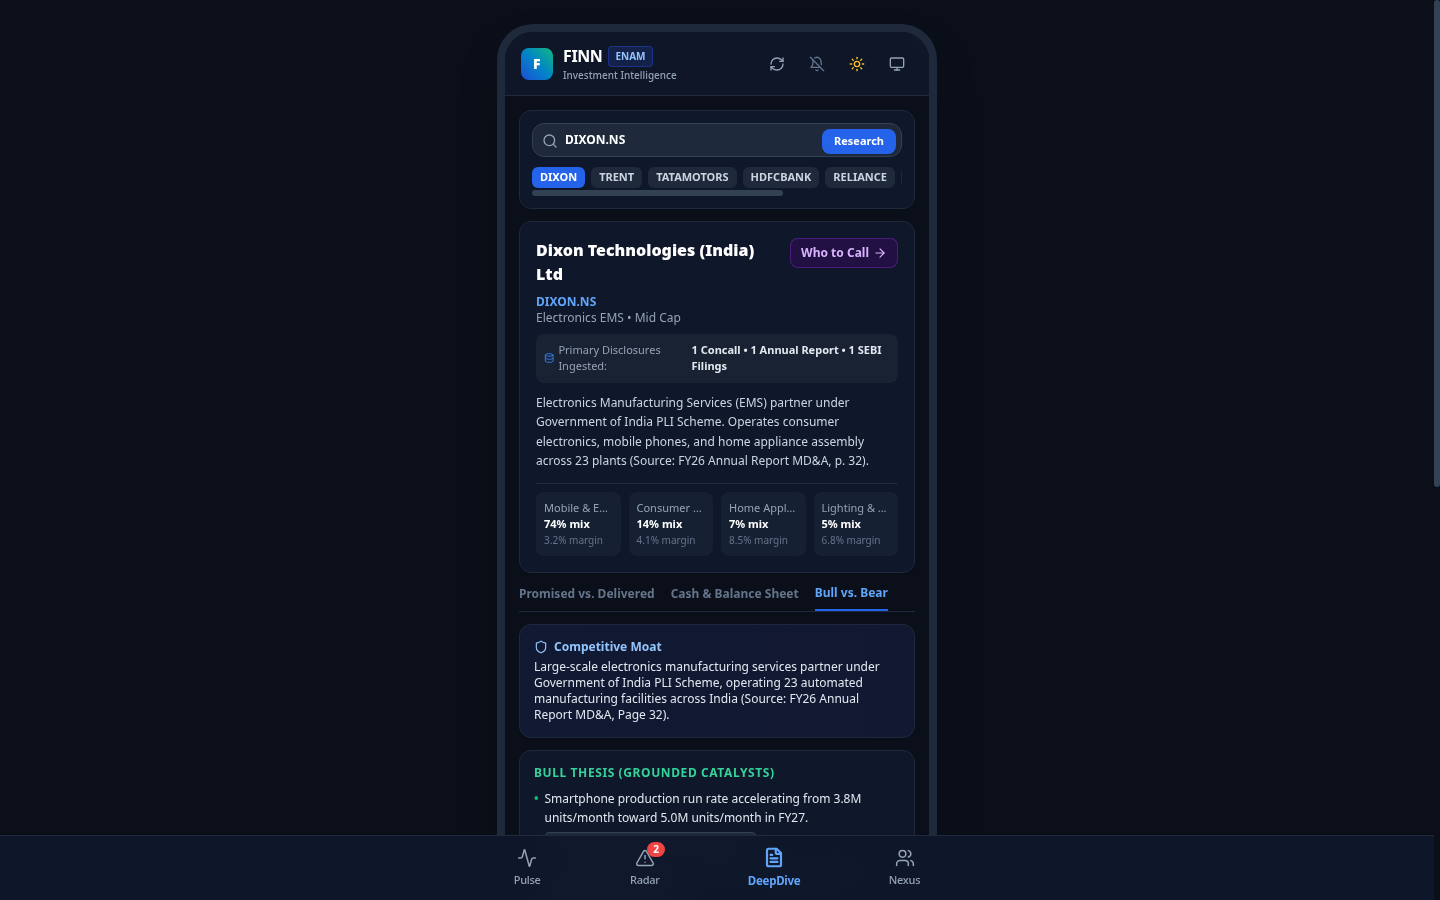 F
FINN ENAM
Investment Intelligence
DIXON.NS Research
DIXON TRENT TATAMOTORS HDFCBANK RELIANCE
Dixon Technologies (India)
Ltd
Who to Call →
DIXON.NS
Electronics EMS • Mid Cap
Primary Disclosures
Ingested:
1 Concall • 1 Annual Report • 1 SEBI
Filings
Electronics Manufacturing Services (EMS) partner under
Government of India PLI Scheme. Operates consumer
electronics, mobile phones, and home appliance assembly
across 23 plants (Source: FY26 Annual Report MD&A, p. 32).
Mobile & E...
74% mix
3.2% margin
Consumer ...
14% mix
4.1% margin
Home Appl...
7% mix
8.5% margin
Lighting & ...
5% mix
6.8% margin
Promised vs. Delivered Cash & Balance Sheet Bull vs. Bear
Competitive Moat
Large-scale electronics manufacturing services partner under
Government of India PLI Scheme, operating 23 automated
manufacturing facilities across India (Source: FY26 Annual
Report MD&A, Page 32).
BULL THESIS (GROUNDED CATALYSTS)
• Smartphone production run rate accelerating from 3.8M
units/month toward 5.0M units/month in FY27.
2
Pulse Radar DeepDive Nexus